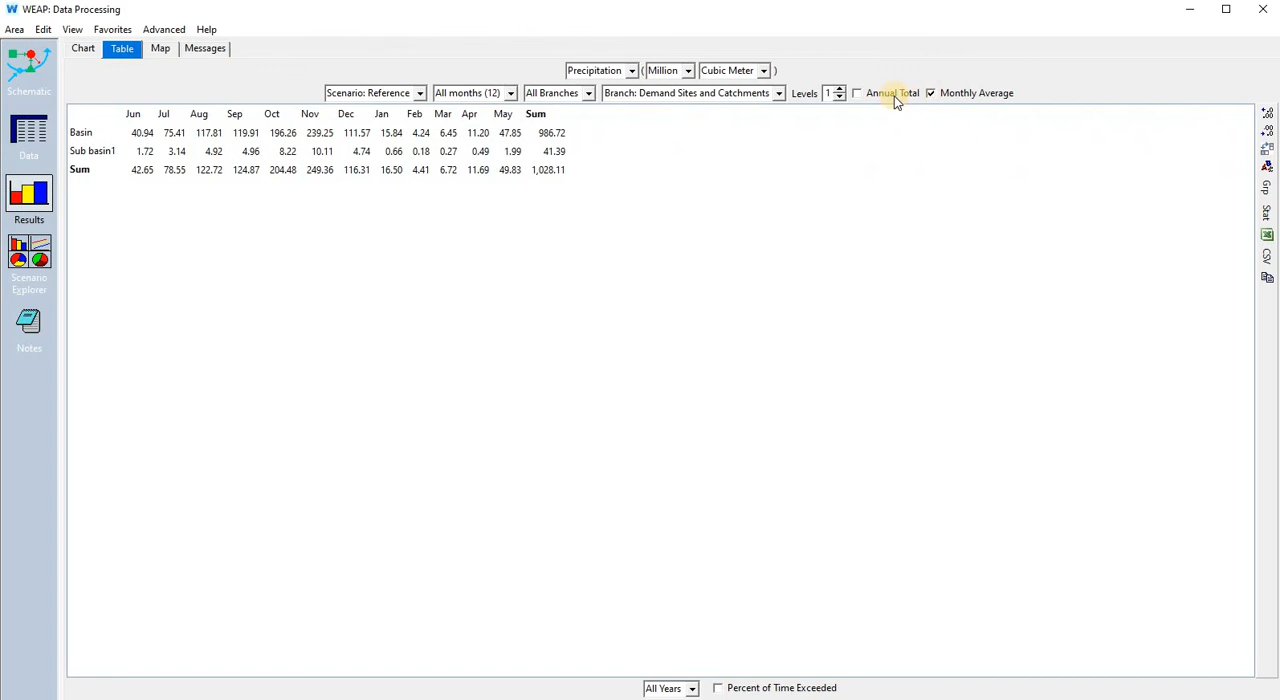 WEAP: Data Processing
Area Edit View Favorites Advanced Help
Chart Table Map Messages
Precipitation ( Million Cubic Meter )
Scenario: Reference All months (12) All Branches Branch: Demand Sites and Catchments Levels 1 Annual Total Monthly Average
Jun Jul Aug Sep Oct Nov Dec Jan Feb Mar Apr May Sum
Basin 40.94 75.41 117.81 119.91 196.26 239.25 111.57 15.84 4.24 6.45 11.20 47.85 986.72
Sub basin1 1.72 3.14 4.92 4.96 8.22 10.11 4.74 0.66 0.18 0.27 0.49 1.99 41.39
Sum 42.65 78.55 122.72 124.87 204.48 249.36 116.31 16.50 4.41 6.72 11.69 49.83 1,028.11
Schematic
Data
Results
Scenario
Explorer
Notes
Grp
Stat
CSV
All Years Percent of Time Exceeded